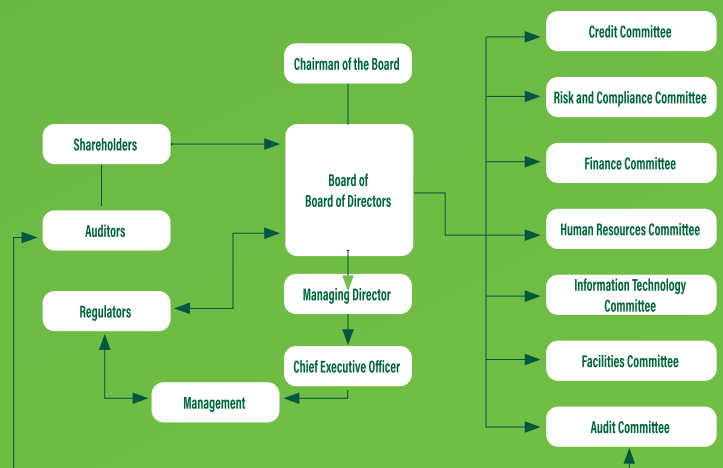 Credit Committee
Chairman of the Board
Risk and Compliance Committee
Shareholders
Finance Committee
Board of
Board of Directors
Auditors
Human Resources Committee
Managing Director
Information Technology
Committee
Regulators
Chief Executive Officer
Facilities Committee
Management
Audit Committee